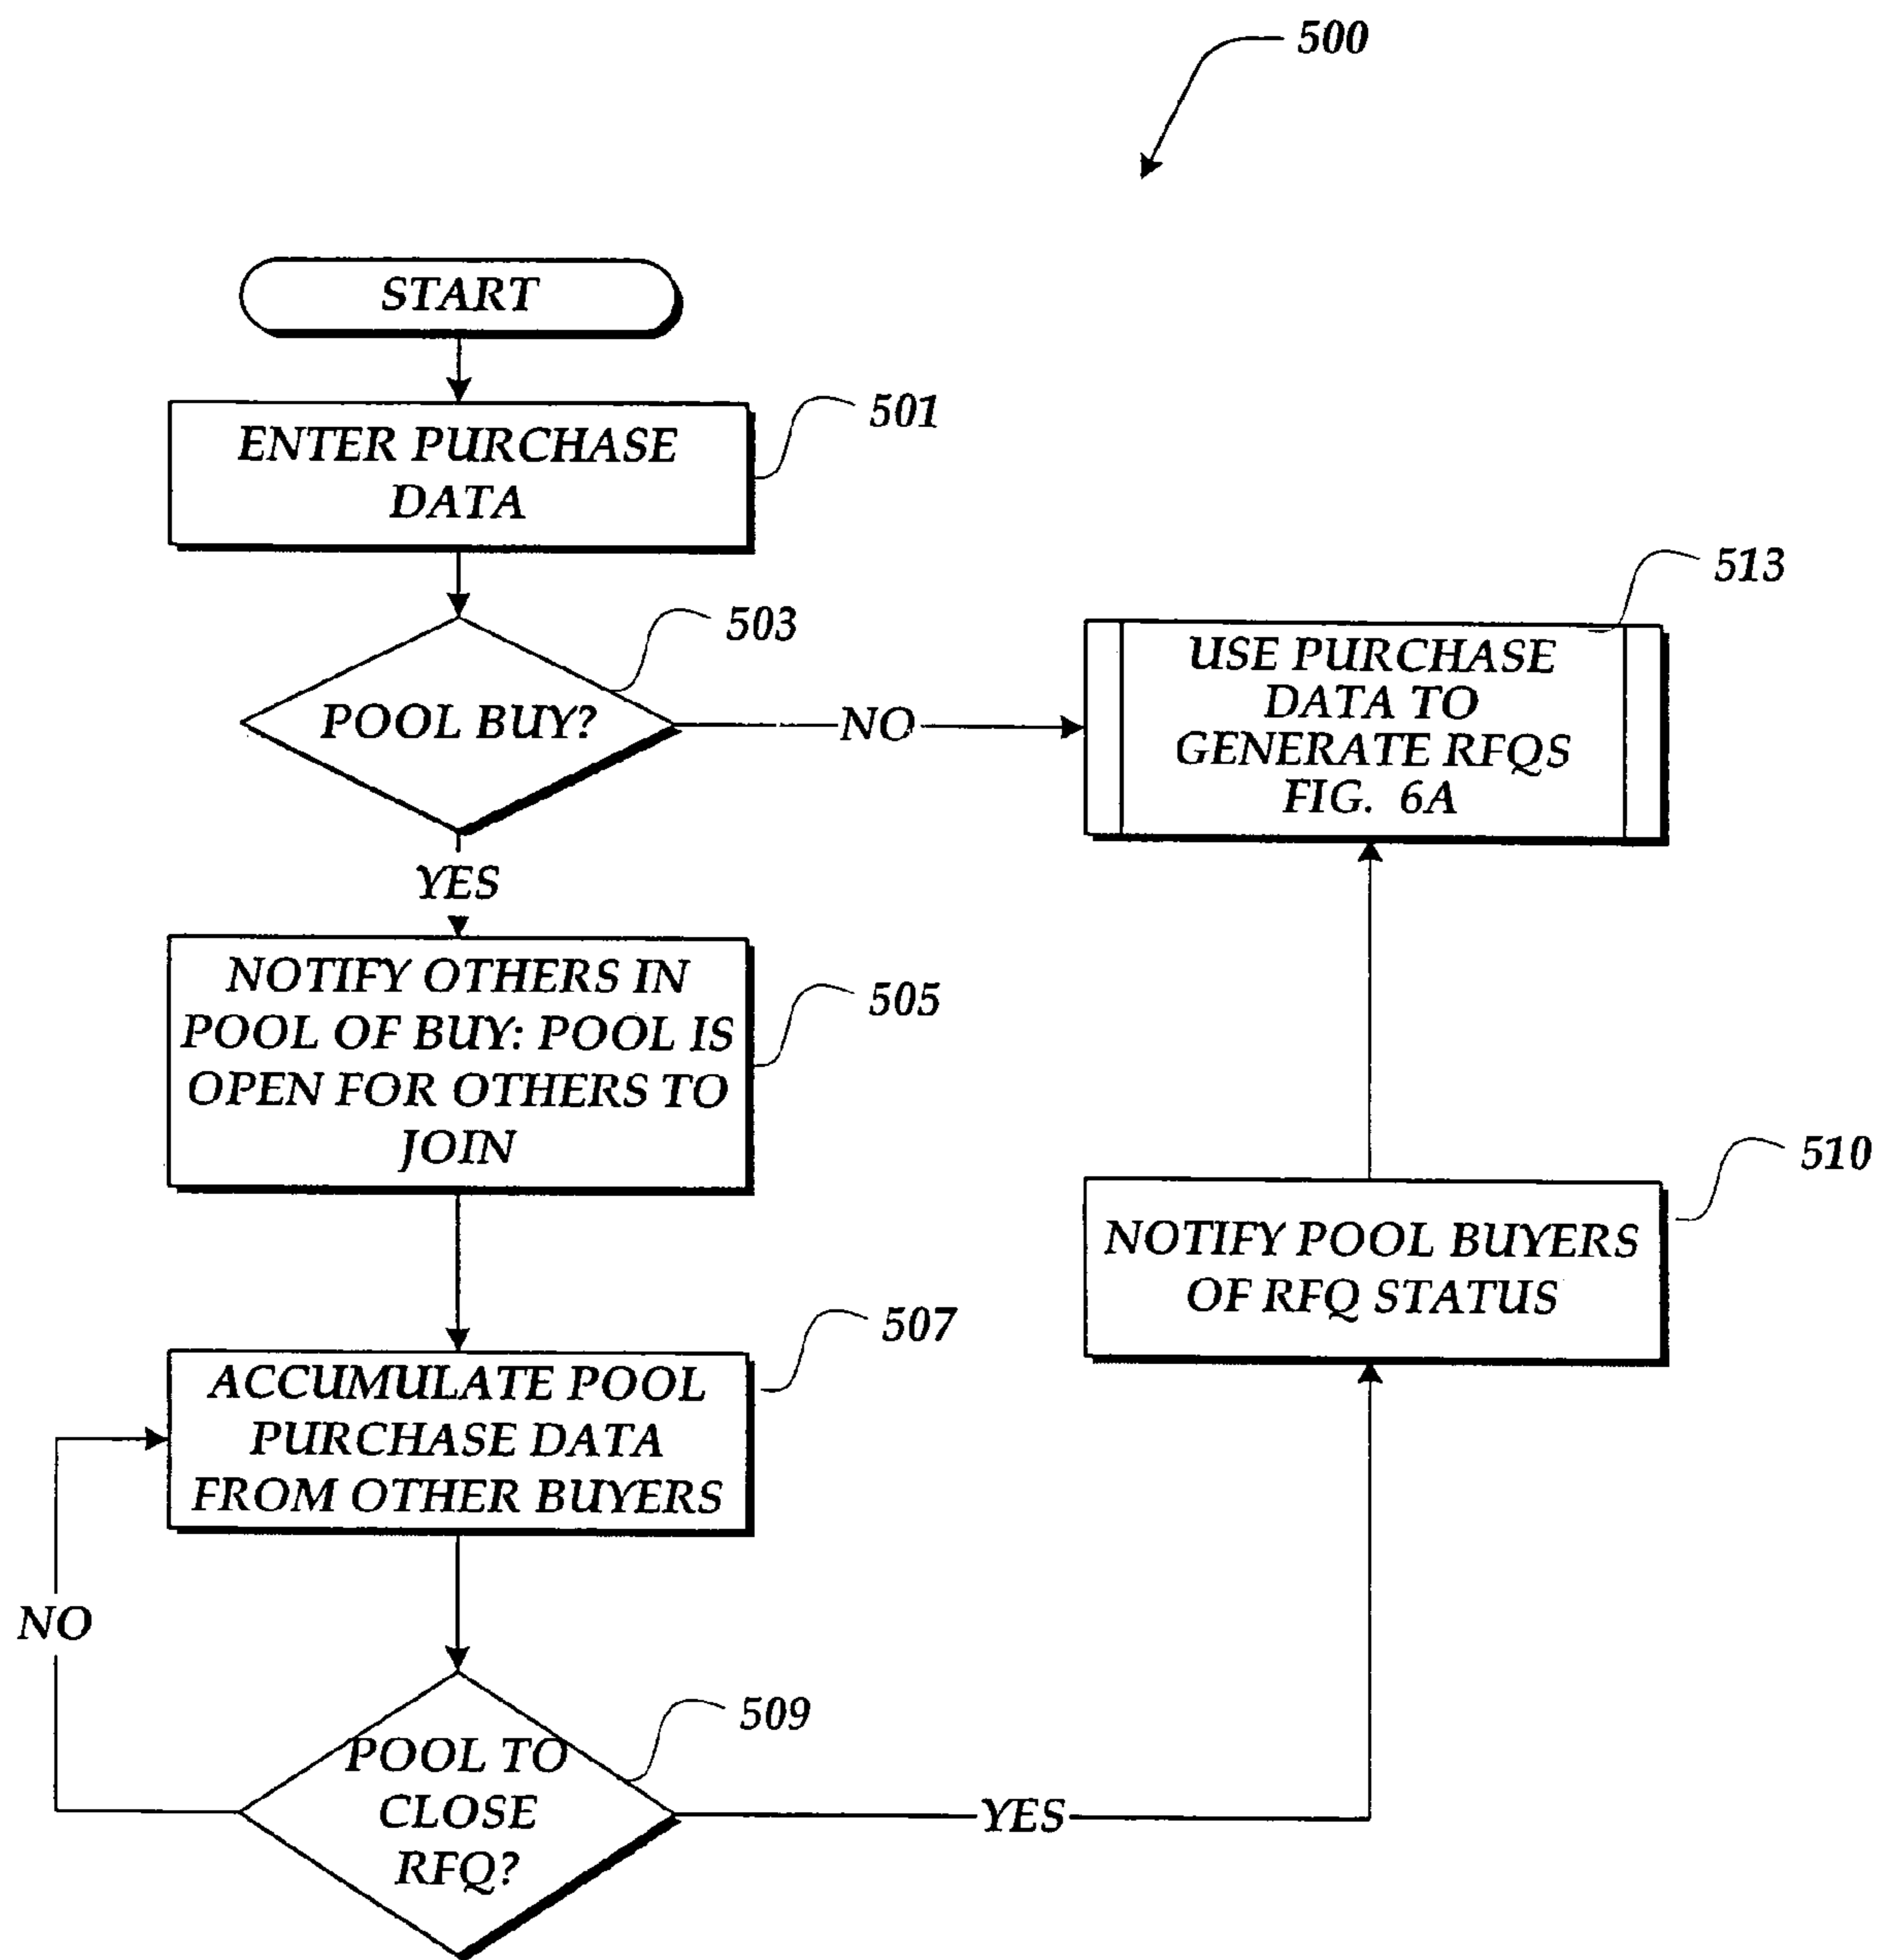 500
START
ENTER PURCHASE
DATA
501
POOL BUY?
503
NO
USE PURCHASE
DATA TO
GENERATE RFQS
FIG. 6A
513
YES
NOTIFY OTHERS IN
POOL OF BUY: POOL IS
OPEN FOR OTHERS TO
JOIN
505
NOTIFY POOL BUYERS
OF RFQ STATUS
510
ACCUMULATE POOL
PURCHASE DATA
FROM OTHER BUYERS
507
NO
POOL TO
CLOSE
RFQ?
509
YES